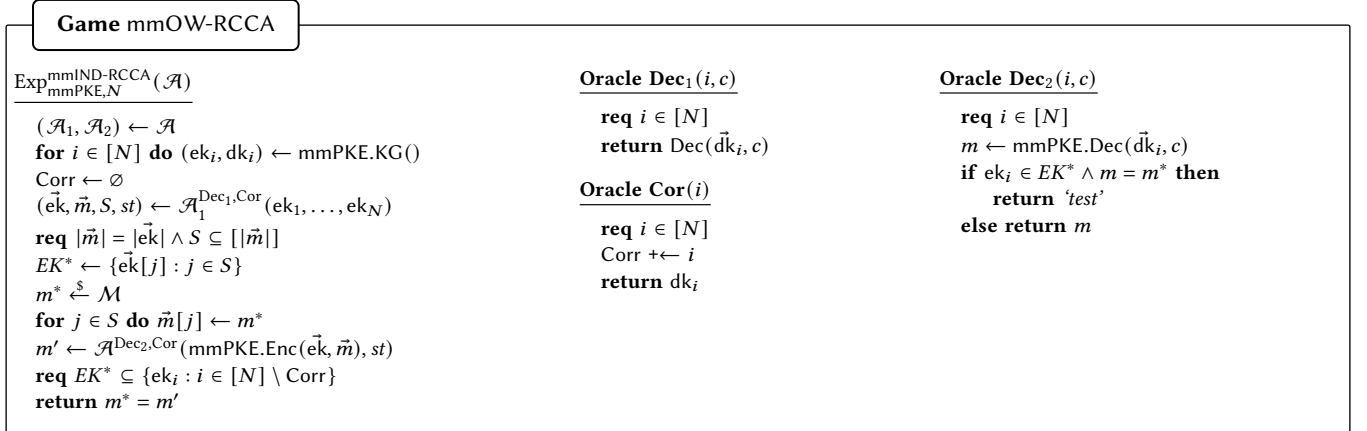 Game mmOW-RCCA
Exp^{mmIND-RCCA}_{mmPKE,N}(𝒜)
(𝒜₁, 𝒜₂) ← 𝒜
for i ∈ [N] do (ek_i, dk_i) ← mmPKE.KG()
Corr ← ∅
(e⃗k, m⃗, S, st) ← 𝒜₁^{Dec₁,Cor}(ek₁, . . . , ek_N)
req |m⃗| = |e⃗k| ∧ S ⊆ [|m⃗|]
EK* ← {e⃗k[j] : j ∈ S}
m* ←$ ℳ
for j ∈ S do m⃗[j] ← m*
m′ ← 𝒜^{Dec₂,Cor}(mmPKE.Enc(e⃗k, m⃗), st)
req EK* ⊆ {ek_i : i ∈ [N] \ Corr}
return m* = m′
Oracle Dec₁(i, c)
req i ∈ [N]
return Dec(d⃗k_i, c)
Oracle Cor(i)
req i ∈ [N]
Corr +← i
return dk_i
Oracle Dec₂(i, c)
req i ∈ [N]
m ← mmPKE.Dec(d⃗k_i, c)
if ek_i ∈ EK* ∧ m = m* then
return ‘test’
else return m